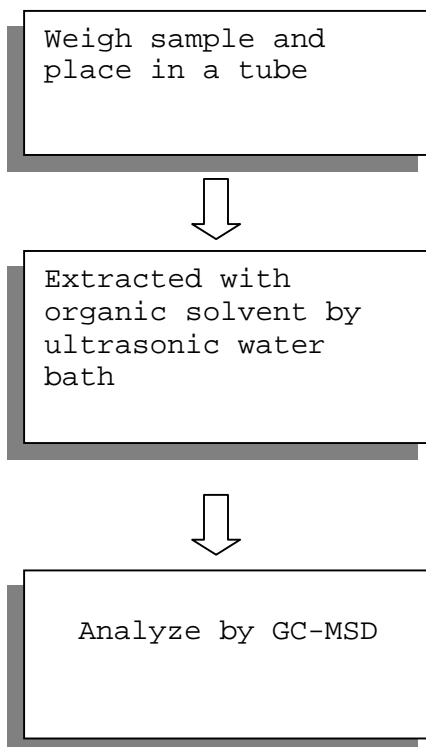 Weigh sample and
place in a tube
Extracted with
organic solvent by
ultrasonic water
bath
Analyze by GC-MSD